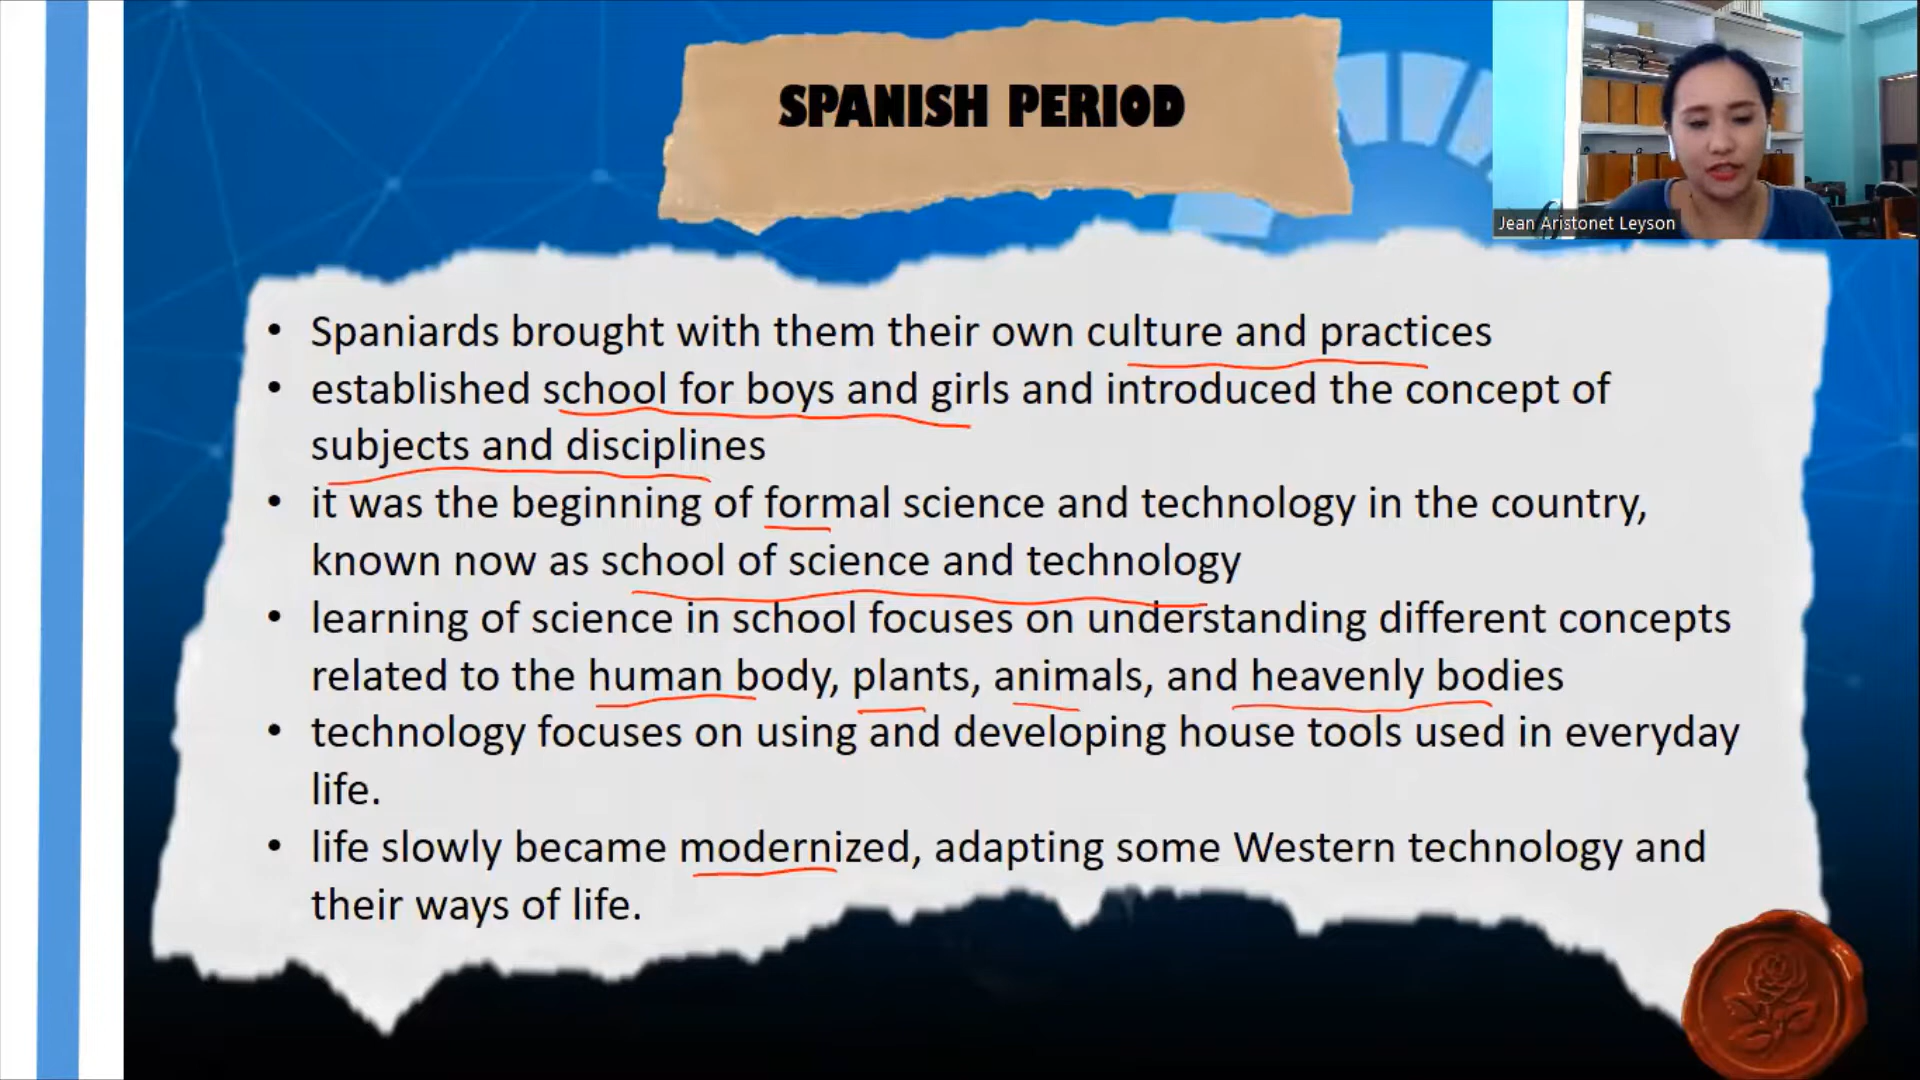 SPANISH PERIOD
Jean Aristonet Leyson
• Spaniards brought with them their own culture and practices
• established school for boys and girls and introduced the concept of
subjects and disciplines
• it was the beginning of formal science and technology in the country,
known now as school of science and technology
• learning of science in school focuses on understanding different concepts
related to the human body, plants, animals, and heavenly bodies
• technology focuses on using and developing house tools used in everyday
life.
• life slowly became modernized, adapting some Western technology and
their ways of life.